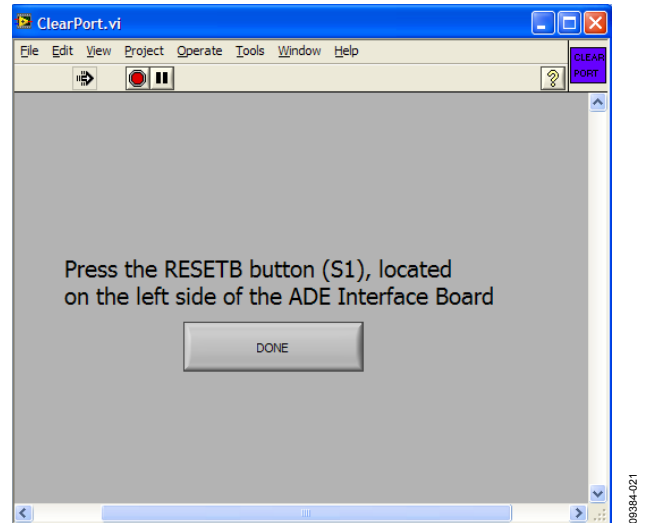 ClearPort.vi
File Edit View Project Operate Tools Window Help
CLEAR
PORT
?
Press the RESETB button (S1), located
on the left side of the ADE Interface Board
DONE
09384-021